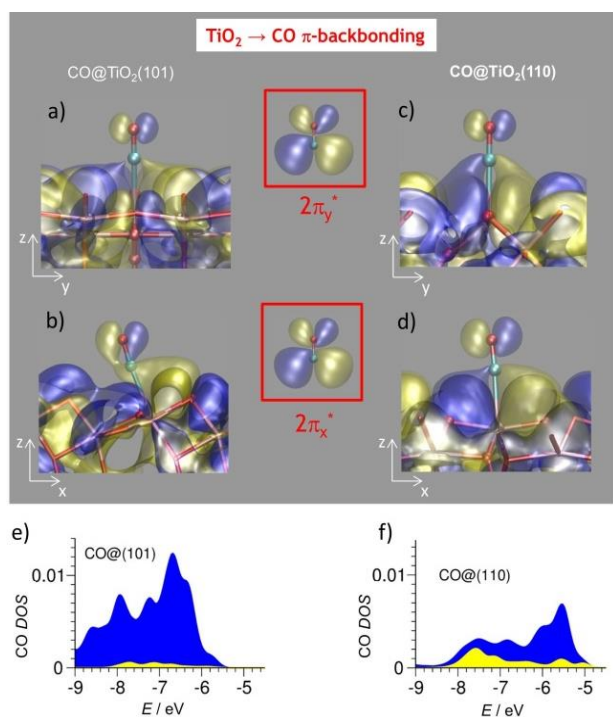 TiO₂ → CO π-backbonding
CO@TiO₂(101)
CO@TiO₂(110)
a)
c)
2πy*
z
y
z
y
b)
d)
2πx*
z
x
z
x
e)
f)
CO@(101)
CO@(110)
CO DOS
0.01
0
-9 -8 -7 -6 -5
E / eV
CO DOS
0.01
0
-9 -8 -7 -6 -5
E / eV